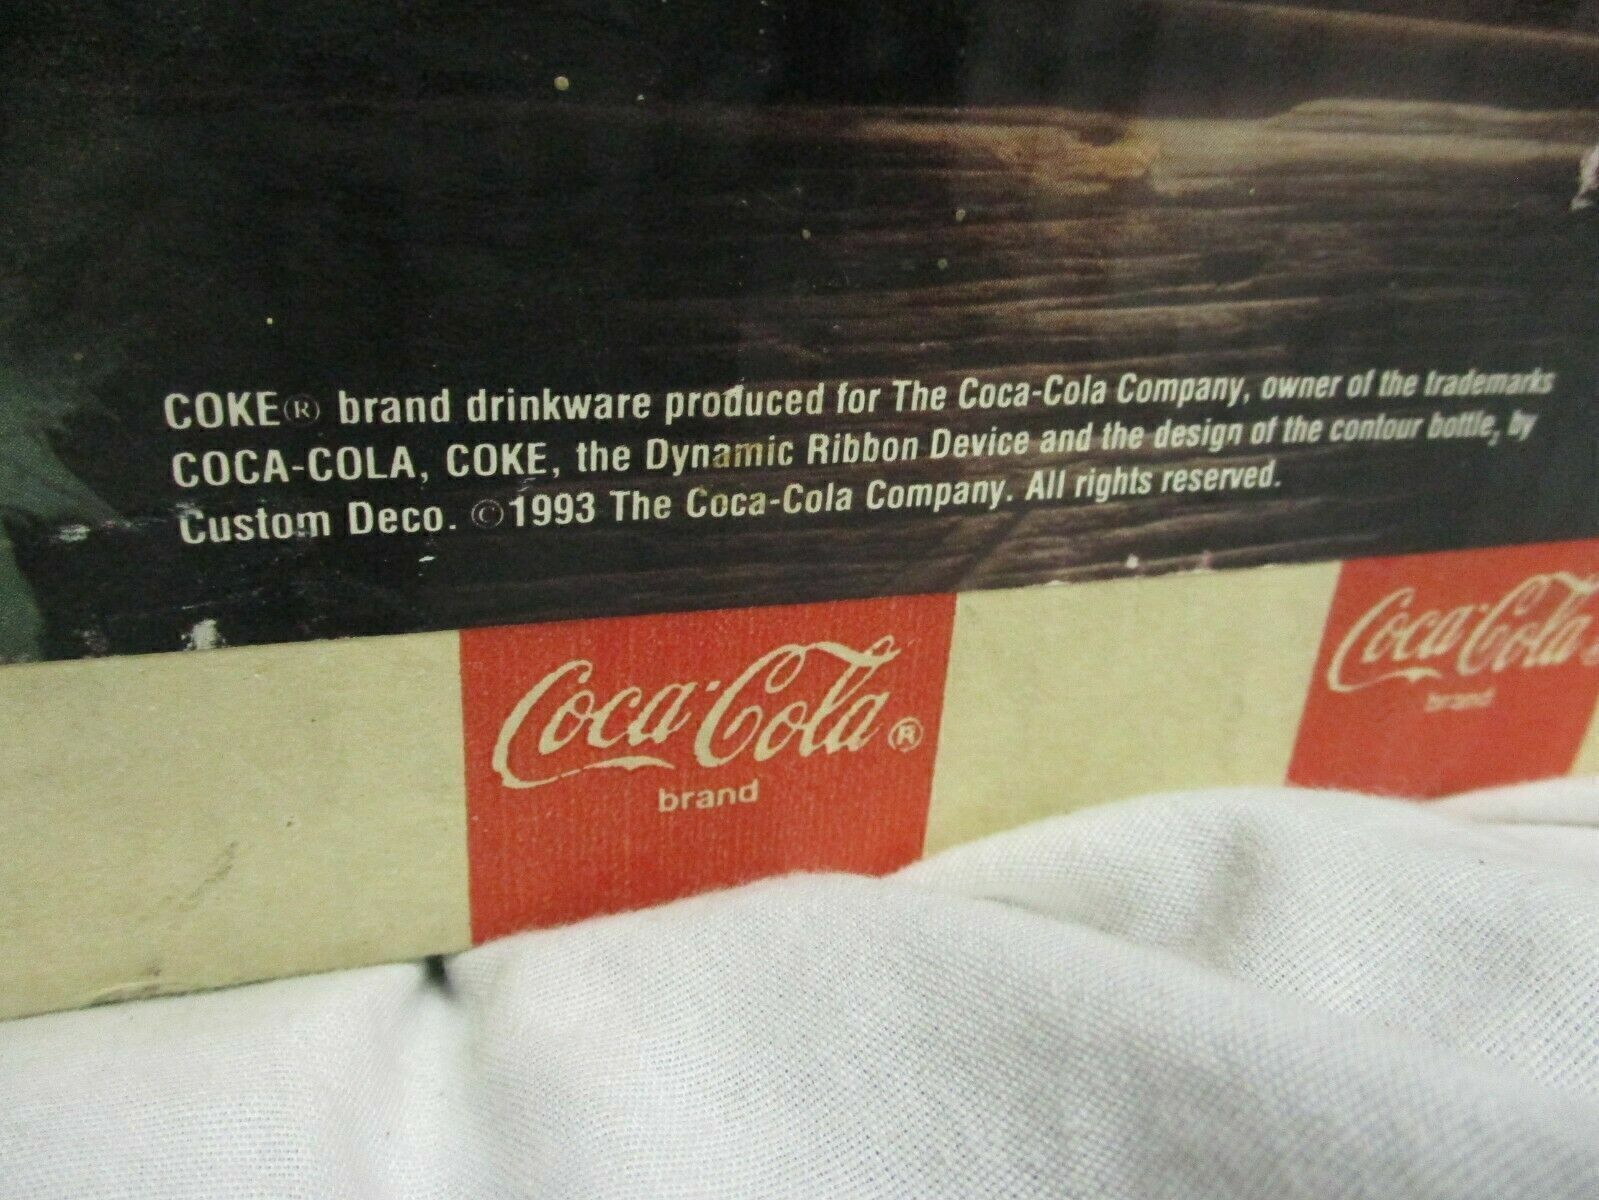 COKE® brand drinkware produced for The Coca-Cola Company, owner of the trademarks
COCA-COLA, COKE, the Dynamic Ribbon Device and the design of the contour bottle, by
Custom Deco. ©1993 The Coca-Cola Company. All rights reserved.
Coca-Cola®
brand
Coca-Cola
brand